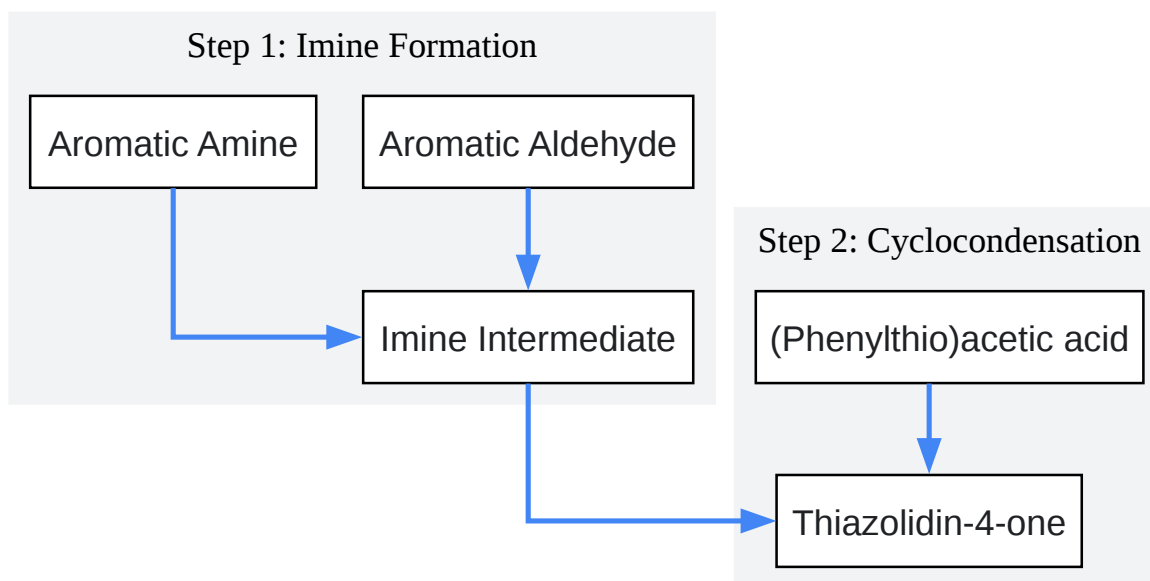 Step 1: Imine Formation
Aromatic Amine
Aromatic Aldehyde
Imine Intermediate
Step 2: Cyclocondensation
(Phenylthio)acetic acid
Thiazolidin-4-one